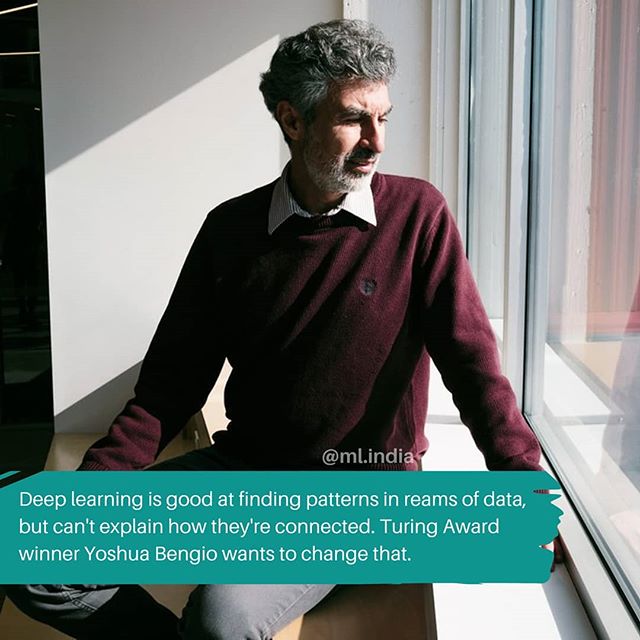 @ml.india
Deep learning is good at finding patterns in reams of data,
but can't explain how they're connected. Turing Award
winner Yoshua Bengio wants to change that.